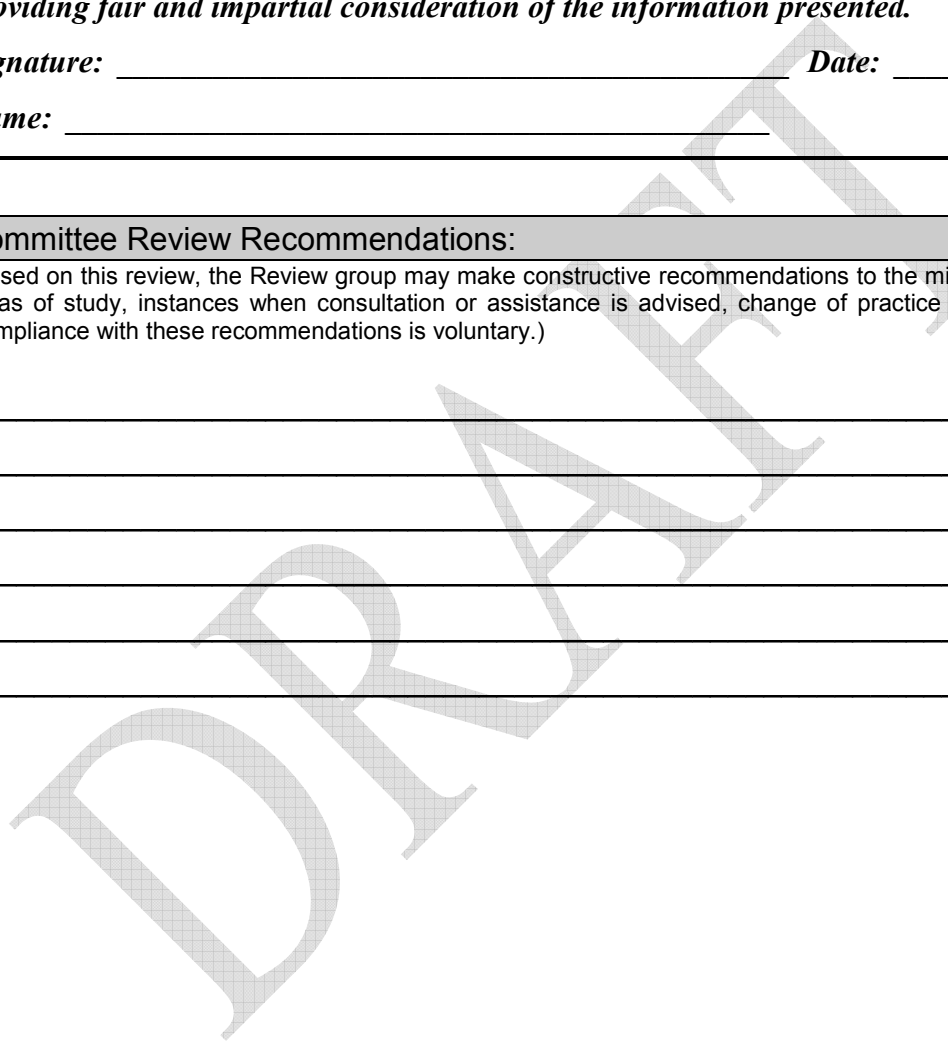 oviding fair and impartial consideration of the information presented.
gnature: Date:
ame:
ommittee Review Recommendations:
sed on this review, the Review group may make constructive recommendations to the mi
as of study, instances when consultation or assistance is advised, change of practice
mpliance with these recommendations is voluntary.)
DRAFT